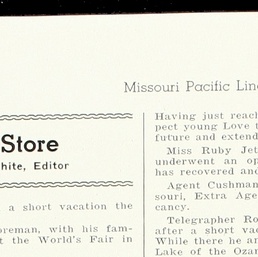 Missouri Pacific Lin
Store
hite, Editor
a short vacation the
oreman, with his fam-
t the World's Fair in
Having just reach
pect young Love t
future and extend
Miss Ruby Jet
underwent an op
has recovered and
Agent Cushman
souri, Extra Age
cancy.
Telegrapher Ro
after a short vac
While there he an
Lake of the Ozar